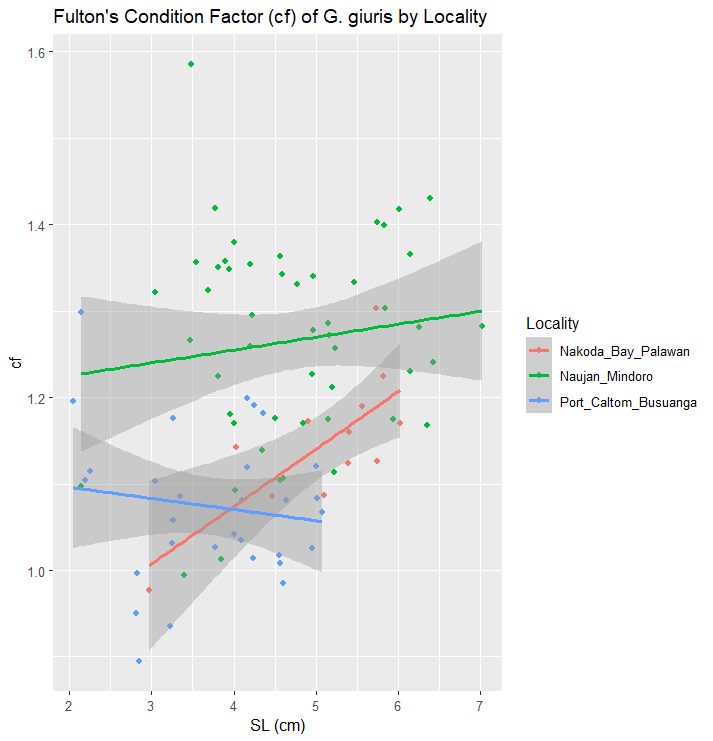 Fulton's Condition Factor (cf) of G. giuris by Locality
1.6
1.4
1.2
1.0
cf
2 3 4 5 6 7
SL (cm)
Locality
Nakoda_Bay_Palawan
Naujan_Mindoro
Port_Caltom_Busuanga